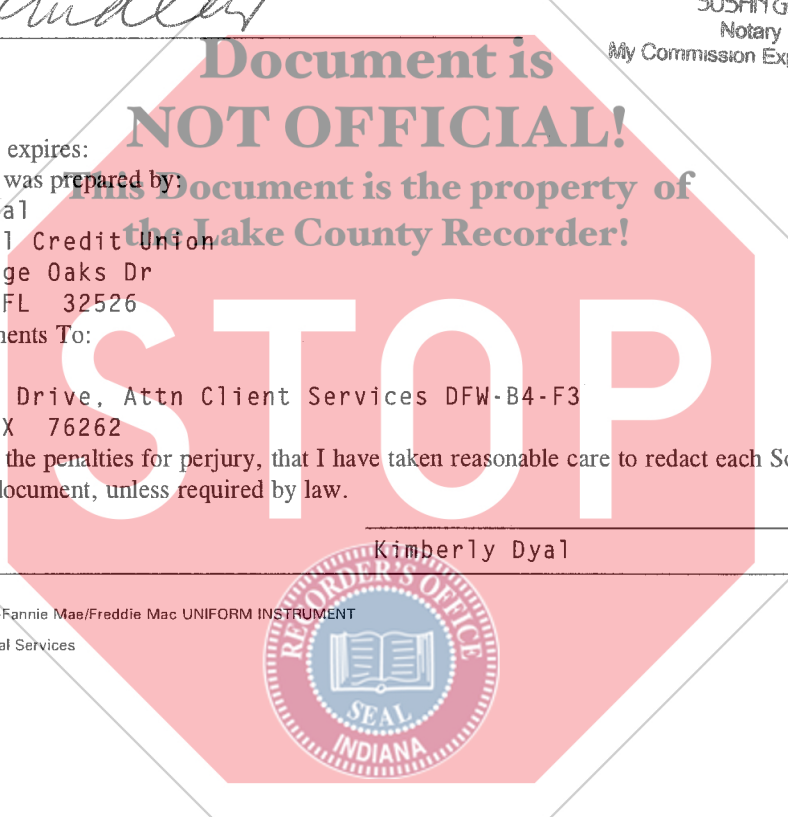 Notary
My Commission Exp
Document is
NOT OFFICIAL!
expires:
was prepared by:
This Document is the property of
al
the Lake County Recorder!
l Credit Union
ge Oaks Dr
FL 32526
ents To:
STOP
Drive, Attn Client Services DFW-B4-F3
X 76262
the penalties for perjury, that I have taken reasonable care to redact each So
document, unless required by law.
Kimberly Dyal
RECORDER'S OFFICE
SEAL
INDIANA
Fannie Mae/Freddie Mac UNIFORM INSTRUMENT
al Services